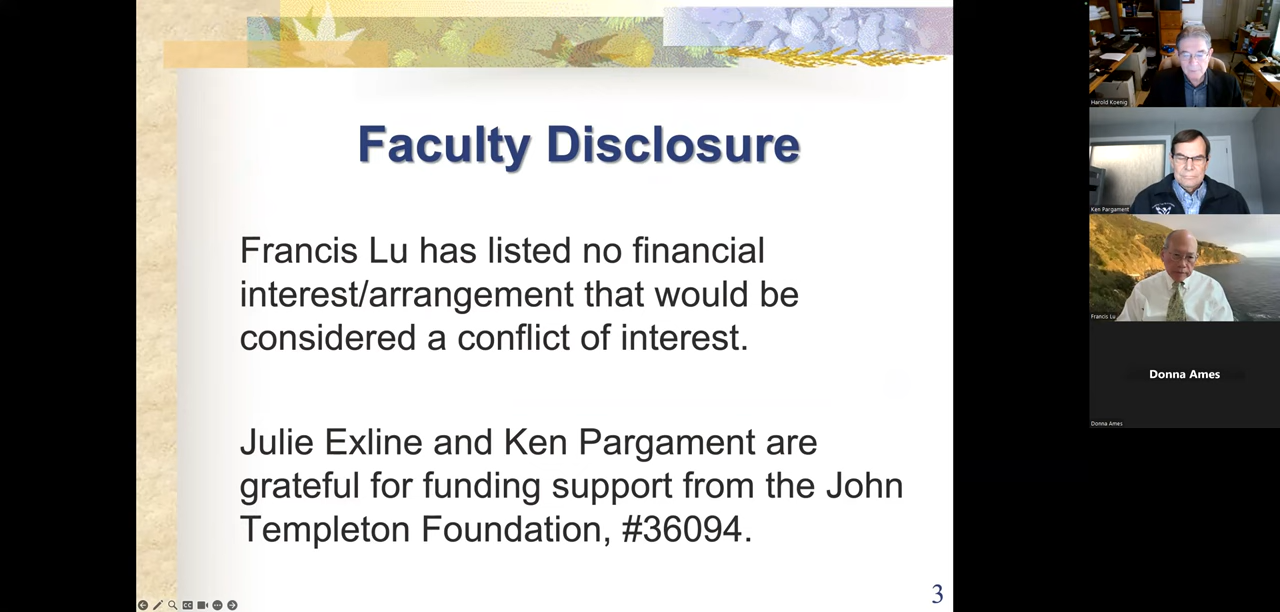 Faculty Disclosure
Francis Lu has listed no financial
interest/arrangement that would be
considered a conflict of interest.
Julie Exline and Ken Pargament are
grateful for funding support from the John
Templeton Foundation, #36094.
3
Harold Koenig
Ken Pargament
Francis Lu
Donna Ames
Donna Ames